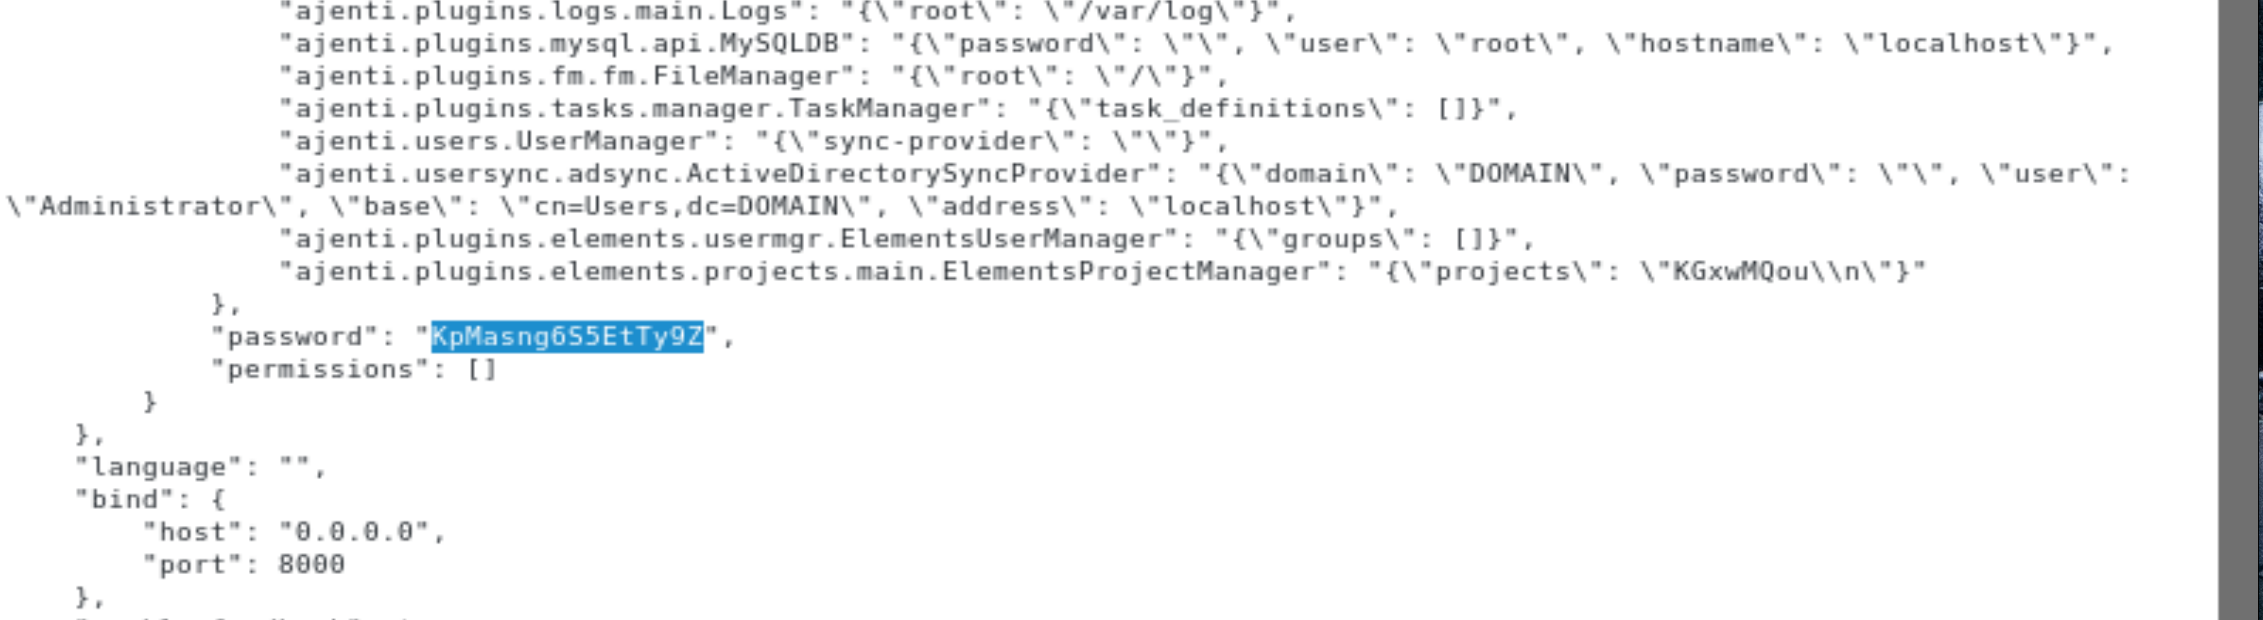 "ajenti.plugins.logs.main.Logs": "{\"root\": \"/var/log\"}",
"ajenti.plugins.mysql.api.MySQLDB": "{\"password\": \"\", \"user\": \"root\", \"hostname\": \"localhost\"}",
"ajenti.plugins.fm.fm.FileManager": "{\"root\": \"/\"}",
"ajenti.plugins.tasks.manager.TaskManager": "{\"task_definitions\": []}",
"ajenti.users.UserManager": "{\"sync-provider\": \"\"}",
"ajenti.usersync.adsync.ActiveDirectorySyncProvider": "{\"domain\": \"DOMAIN\", \"password\": \"\", \"user\":
\"Administrator\", \"base\": \"cn=Users,dc=DOMAIN\", \"address\": \"localhost\"}",
"ajenti.plugins.elements.usermgr.ElementsUserManager": "{\"groups\": []}",
"ajenti.plugins.elements.projects.main.ElementsProjectManager": "{\"projects\": \"KGxwMQou\\n\"}"
},
"password": "KpMasng6S5EtTy9Z",
"permissions": []
}
},
"language": "",
"bind": {
"host": "0.0.0.0",
"port": 8000
},